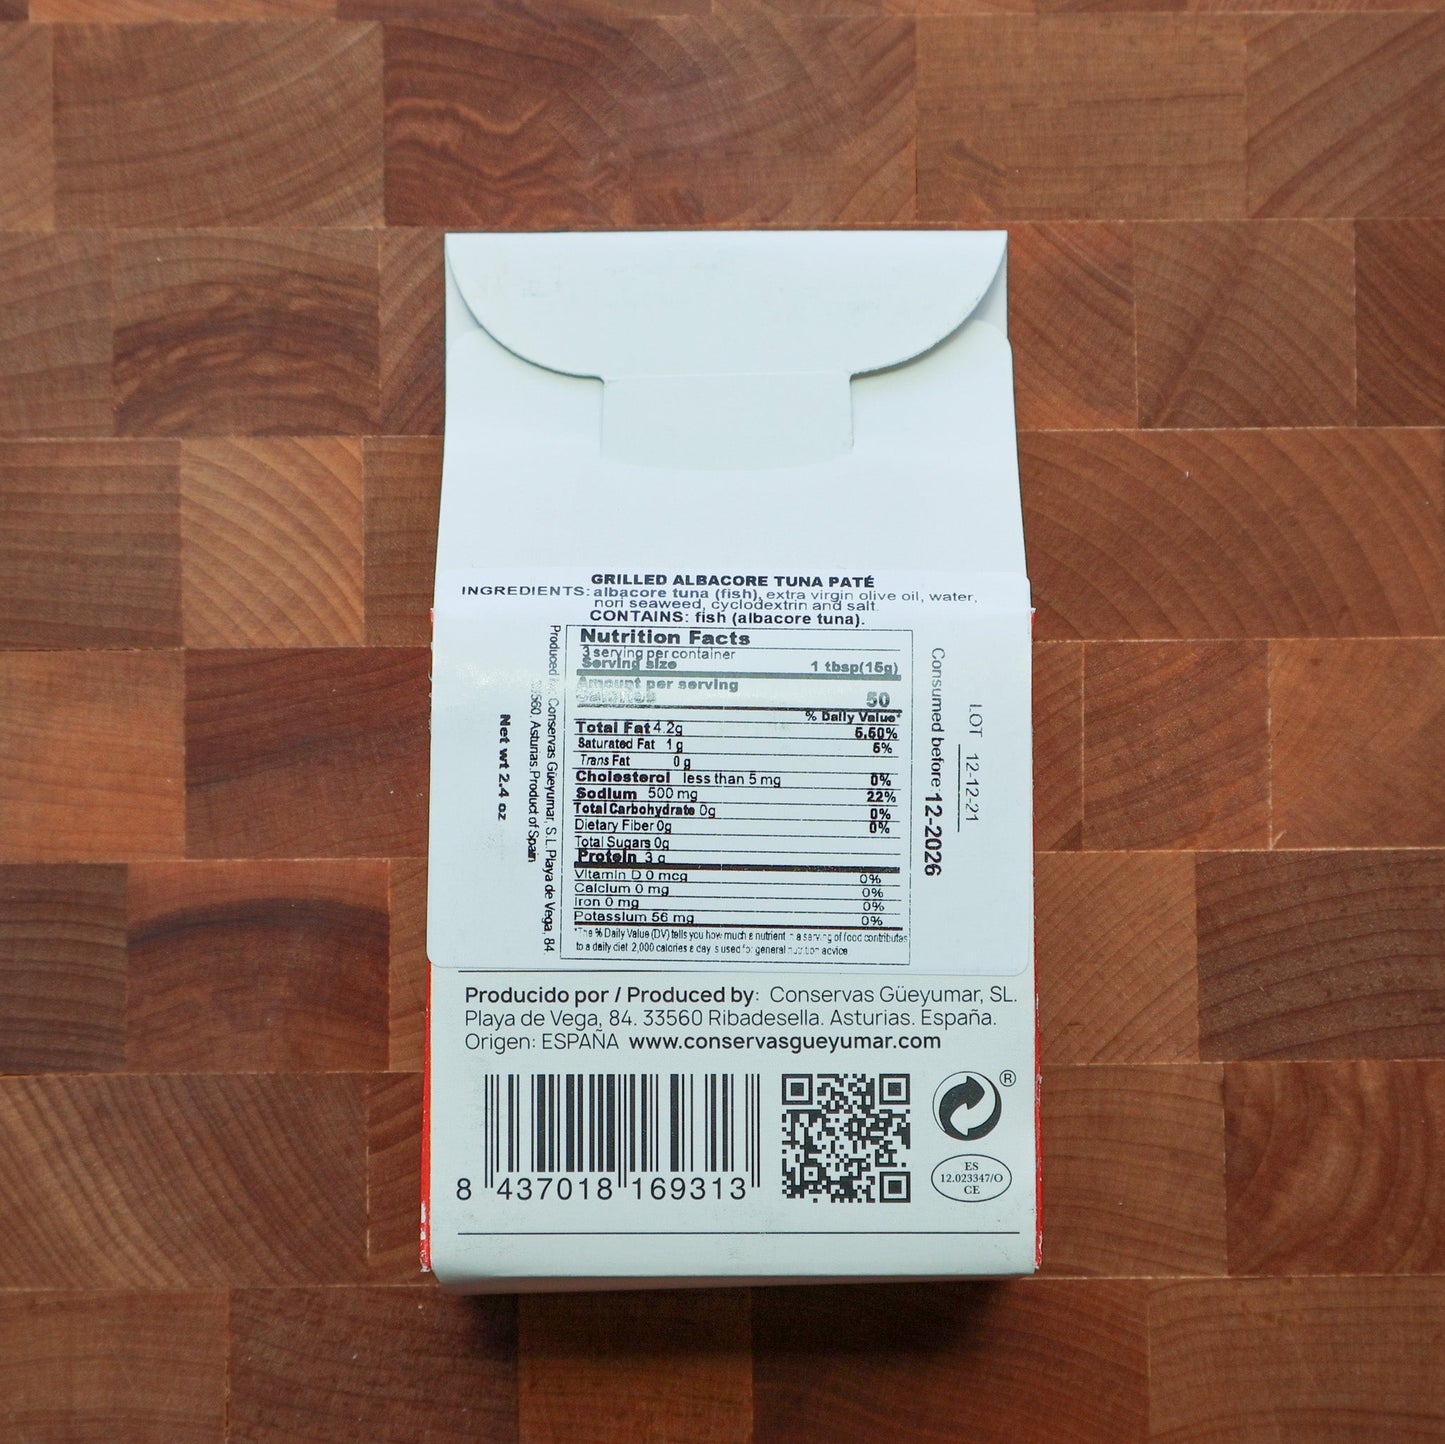 GRILLED ALBACORE TUNA PATÉ
INGREDIENTS: albacore tuna (fish), extra virgin olive oil, water,
nori seaweed, cyclodextrin and salt.
CONTAINS: fish (albacore tuna).
Nutrition Facts
3 serving per container
Serving size 1 tbsp(15g)
Amount per serving
50
% Daily Value*
Total Fat 4.2g 5.50%
Saturated Fat 1 g 5%
Trans Fat 0 g
Cholesterol less than 5 mg 0%
Sodium 500 mg 22%
Total Carbohydrate 0g 0%
Dietary Fiber 0g 0%
Total Sugars 0g
Protein 3 g
Vitamin D 0 mcg 0%
Calcium 0 mg 0%
Iron 0 mg 0%
Potassium 56 mg 0%
*The % Daily Value (DV) tells you how much a nutrient in a serving of food contributes
to a daily diet 2,000 calories a day is used for general nutrition advice
Produced by: Conservas Güeyumar, S.L. Playa de Vega, 84.
33560, Asturias. Product of Spain
Net wt 2.4 oz
Consumed before 12-2026
LOT 12-12-21
Producido por / Produced by: Conservas Güeyumar, SL.
Playa de Vega, 84. 33560 Ribadesella. Asturias. España.
Origen: ESPAÑA www.conservasgueyumar.com
8 437018 169313
®
ES
12.023347/O
CE